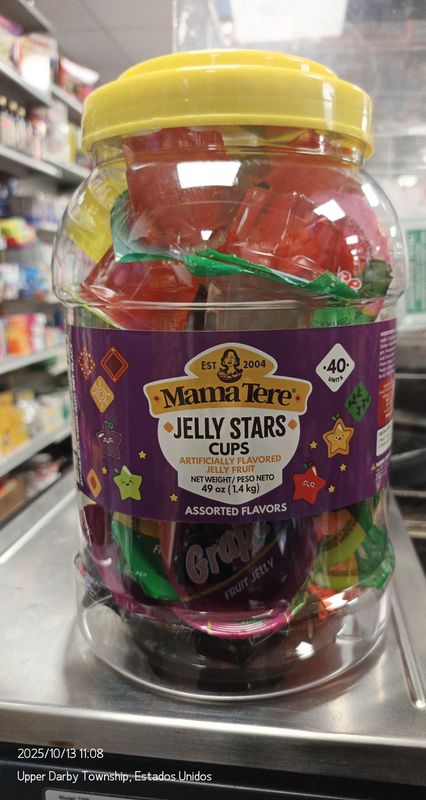 EST 2004
Mama Tere
·40·
UNITS
JELLY STARS
CUPS
ARTIFICIALLY FLAVORED
JELLY FRUIT
NET WEIGHT/ PESO NETO
49 oz (1.4 kg)
ASSORTED FLAVORS
Grap
FRUIT JELLY
2025/10/13 11:08
Upper Darby Township, Estados Unidos